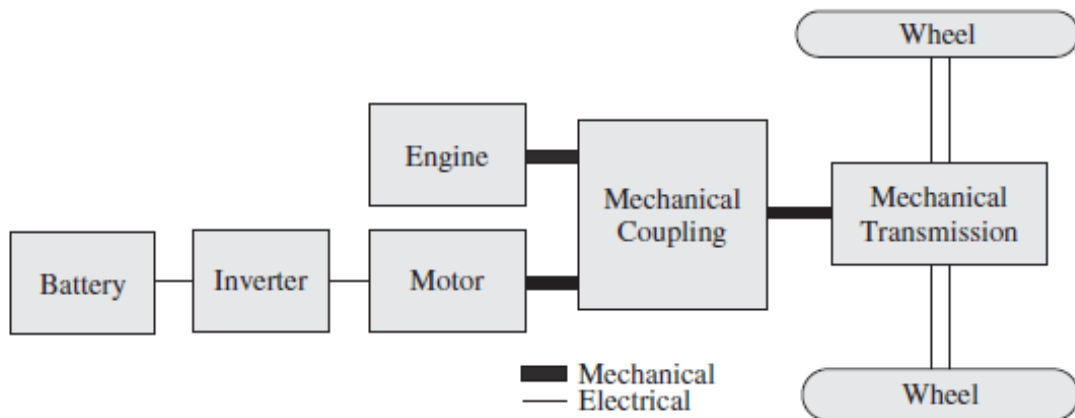 Wheel
Engine
Mechanical
Coupling
Mechanical
Transmission
Battery
Inverter
Motor
Mechanical
Electrical
Wheel